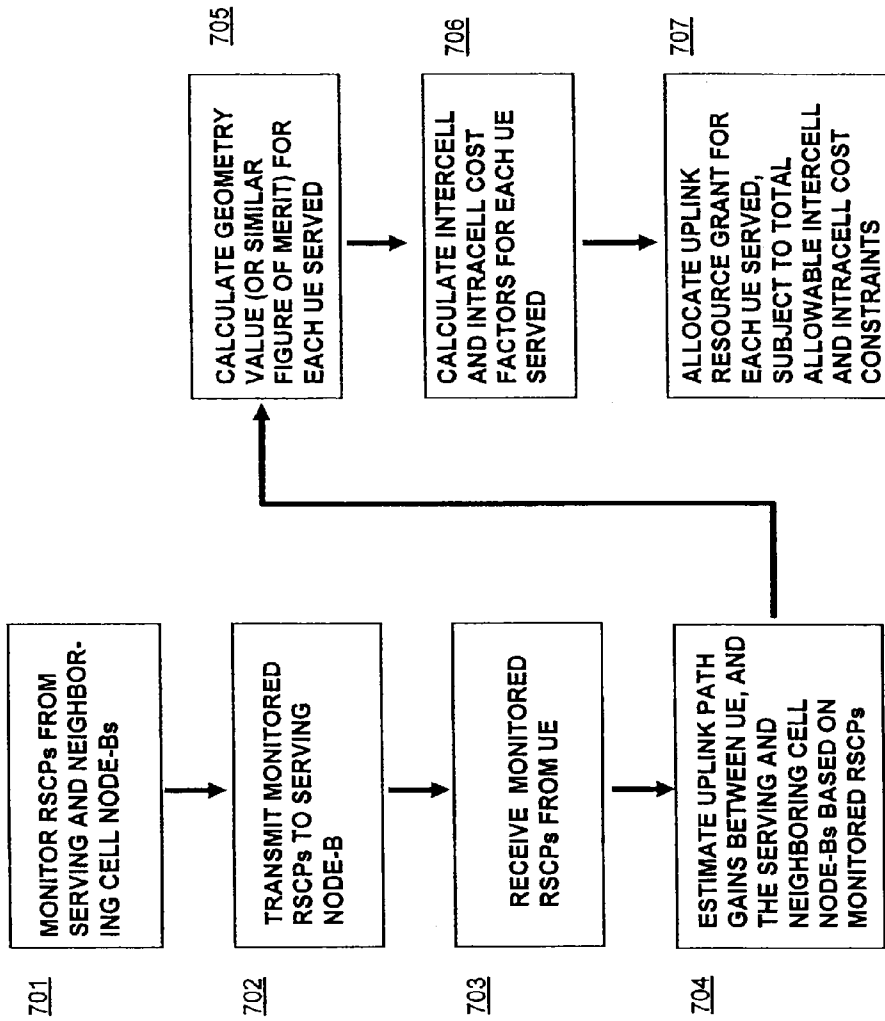 701
MONITOR RSCPs FROM
SERVING AND NEIGHBOR-
ING CELL NODE-Bs
702
TRANSMIT MONITORED
RSCPs TO SERVING
NODE-B
703
RECEIVE MONITORED
RSCPs FROM UE
704
ESTIMATE UPLINK PATH
GAINS BETWEEN UE, AND
THE SERVING AND
NEIGHBORING CELL
NODE-Bs BASED ON
MONITORED RSCPs
705
CALCULATE GEOMETRY
VALUE (OR SIMILAR
FIGURE OF MERIT) FOR
EACH UE SERVED
706
CALCULATE INTERCELL
AND INTRACELL COST
FACTORS FOR EACH UE
SERVED
707
ALLOCATE UPLINK
RESOURCE GRANT FOR
EACH UE SERVED,
SUBJECT TO TOTAL
ALLOWABLE INTERCELL
AND INTRACELL COST
CONSTRAINTS